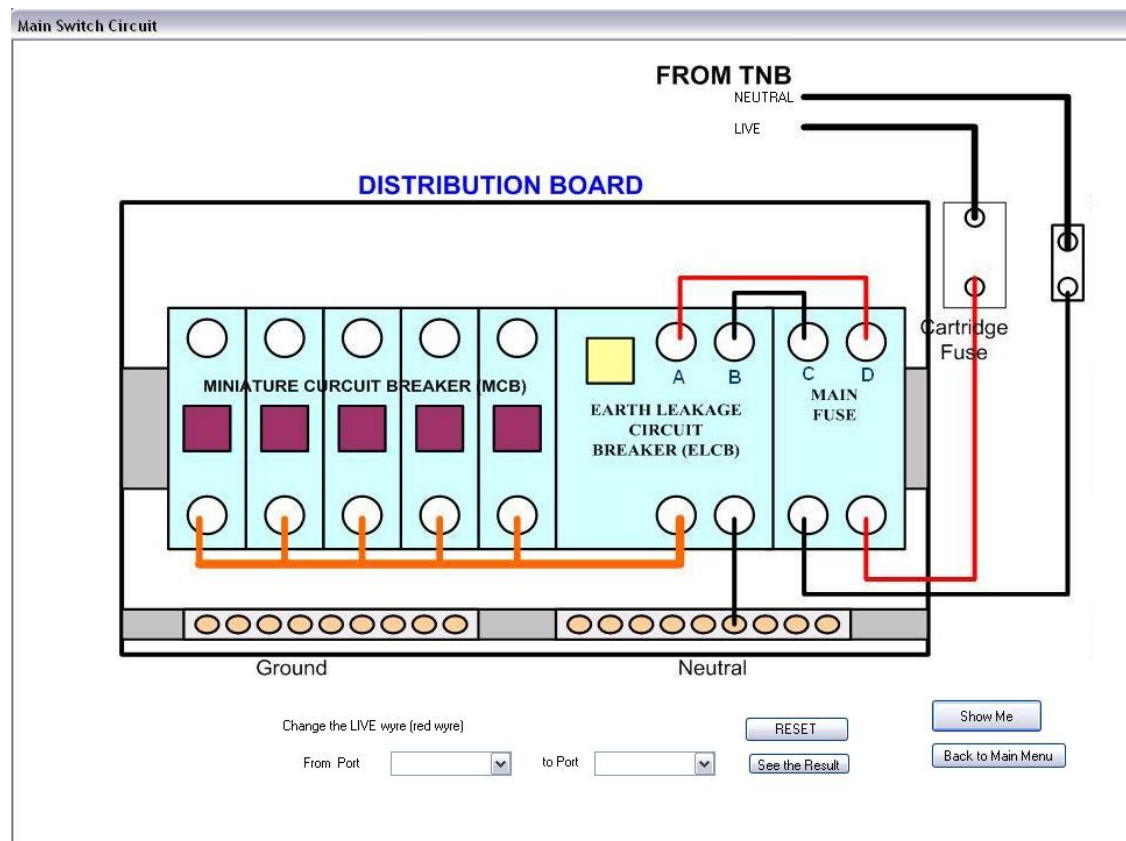 Main Switch Circuit
FROM TNB
NEUTRAL
LIVE
DISTRIBUTION BOARD
Cartridge
Fuse
A B C D
MINIATURE CURCUIT BREAKER (MCB)
MAIN
FUSE
EARTH LEAKAGE
CIRCUIT
BREAKER (ELCB)
Ground
Neutral
Change the LIVE wyre (red wyre)
RESET
Show Me
From Port
to Port
See the Result
Back to Main Menu